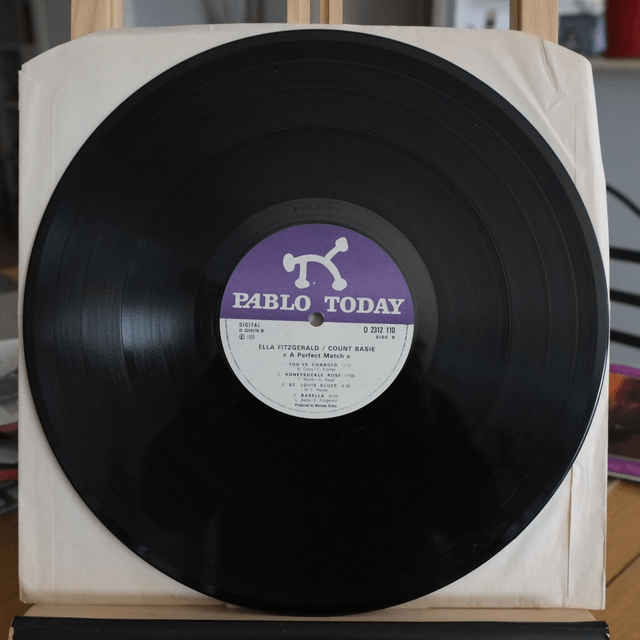 PABLO TODAY
DIGITAL
D 2312 110
SIDE B
ELLA FITZGERALD / COUNT BASIE
« A Perfect Match »
YOU'VE CHANGED
HONEYSUCKLE ROSE
ST. LOUIS BLUES
BASELLA
Produced by Norman Granz